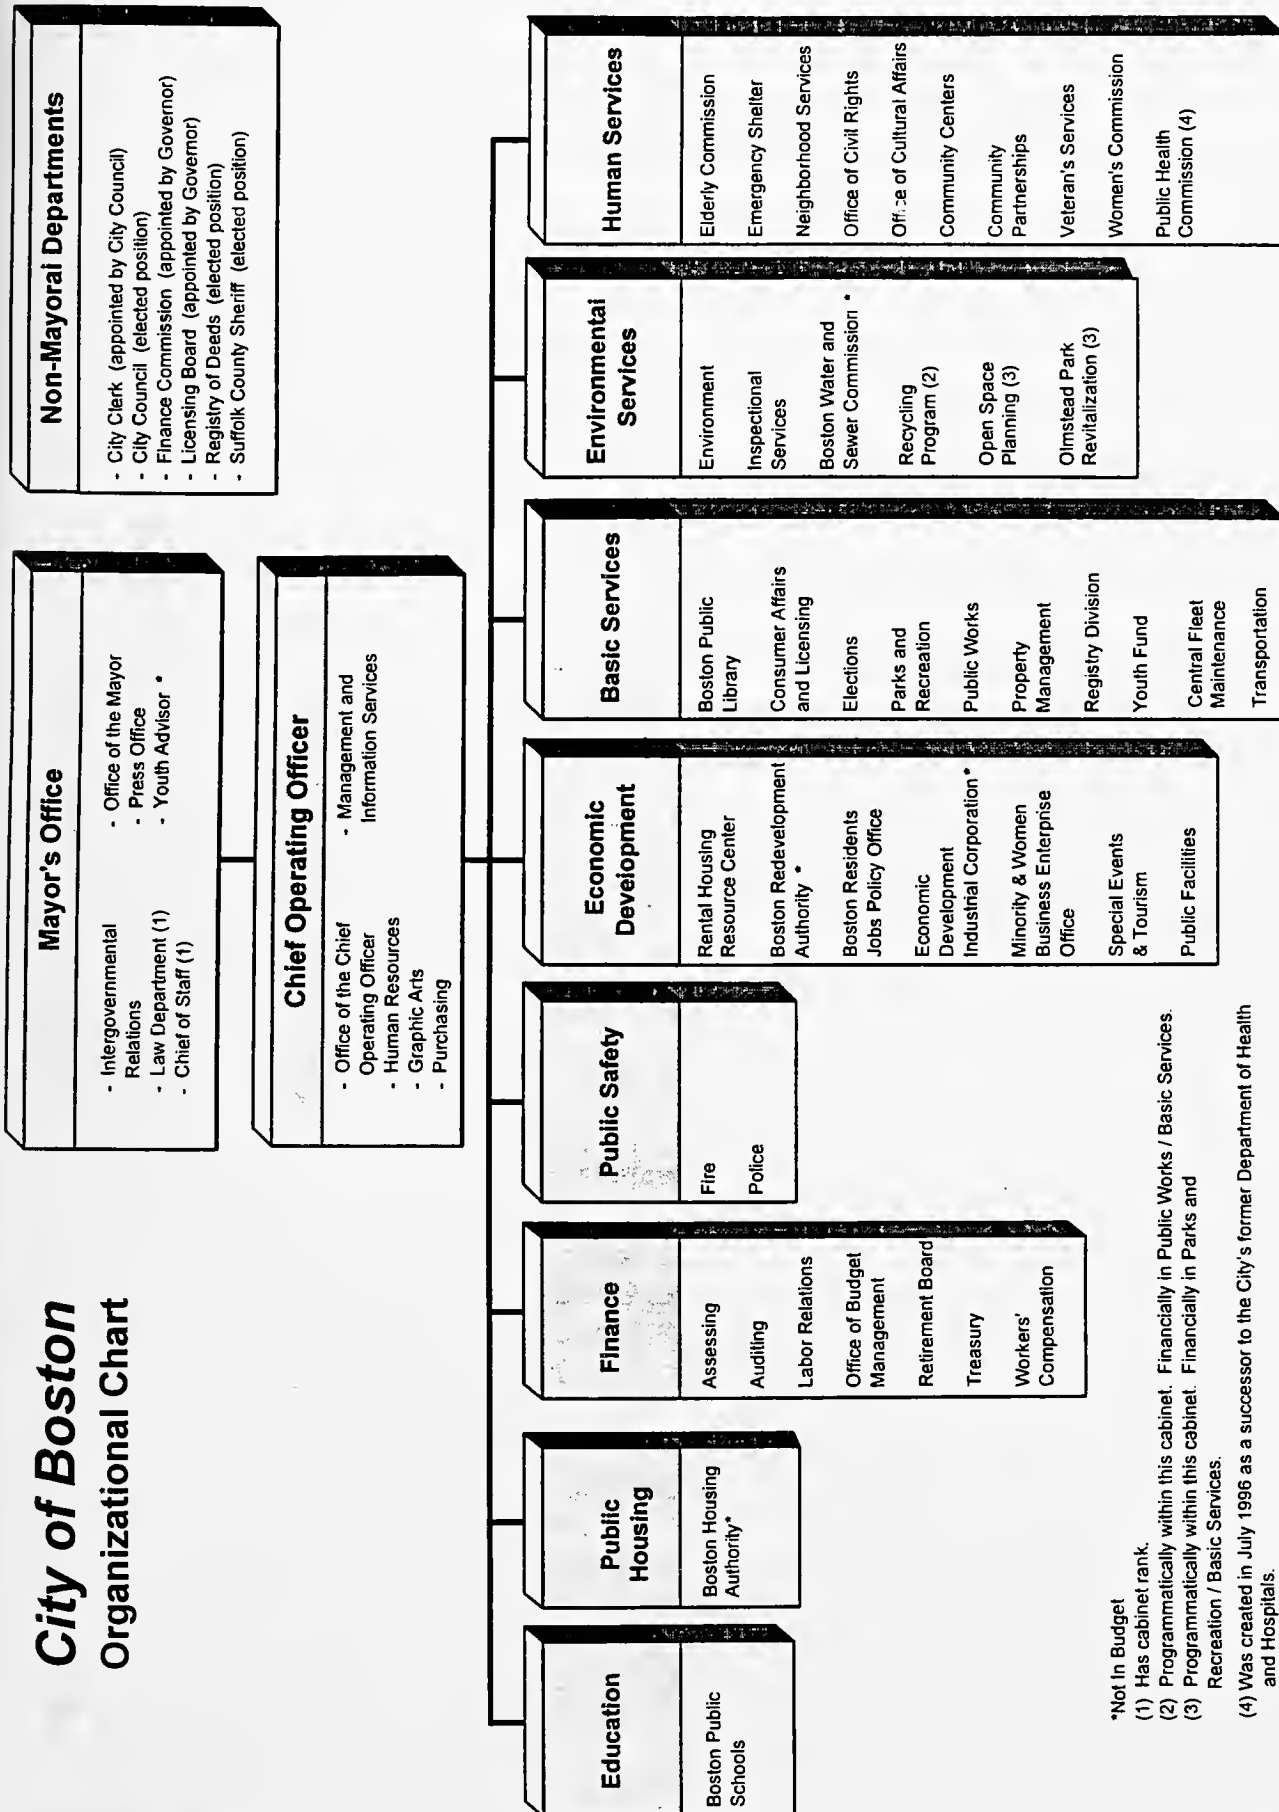 City of Boston
Organizational Chart
Mayor's Office
- Intergovernmental
Relations
- Law Department (1)
- Chief of Staff (1)
- Office of the Mayor
- Press Office
- Youth Advisor *
Non-Mayoral Departments
- City Clerk (appointed by City Council)
- City Council (elected position)
- Finance Commission (appointed by Governor)
- Licensing Board (appointed by Governor)
- Registry of Deeds (elected position)
- Suffolk County Sheriff (elected position)
Chief Operating Officer
- Office of the Chief
Operating Officer
- Human Resources
- Graphic Arts
- Purchasing
- Management and
Information Services
Education
Boston Public
Schools
Public
Housing
Boston Housing
Authority*
Finance
Assessing
Auditing
Labor Relations
Office of Budget
Management
Retirement Board
Treasury
Workers'
Compensation
Public Safety
Fire
Police
Economic
Development
Rental Housing
Resource Center
Boston Redevelopment
Authority *
Boston Residents
Jobs Policy Office
Economic
Development
Industrial Corporation *
Minority & Women
Business Enterprise
Office
Special Events
& Tourism
Public Facilities
Basic Services
Boston Public
Library
Consumer Affairs
and Licensing
Elections
Parks and
Recreation
Public Works
Property
Management
Registry Division
Youth Fund
Central Fleet
Maintenance
Transportation
Environmental
Services
Environment
Inspectional
Services
Boston Water and
Sewer Commission *
Recycling
Program (2)
Open Space
Planning (3)
Olmstead Park
Revitalization (3)
Human Services
Elderly Commission
Emergency Shelter
Neighborhood Services
Office of Civil Rights
Office of Cultural Affairs
Community Centers
Community
Partnerships
Veteran's Services
Women's Commission
Public Health
Commission (4)
*Not In Budget
(1) Has cabinet rank.
(2) Programmatically within this cabinet. Financially in Public Works / Basic Services.
(3) Programmatically within this cabinet. Financially in Parks and
Recreation / Basic Services.
(4) Was created in July 1996 as a successor to the City's former Department of Health
and Hospitals.